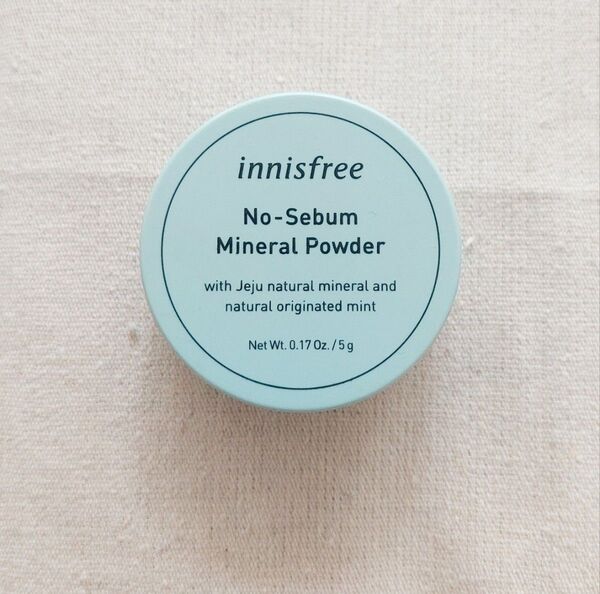 innisfree
No-Sebum
Mineral Powder
with Jeju natural mineral and
natural originated mint
Net Wt. 0.17 Oz. / 5 g